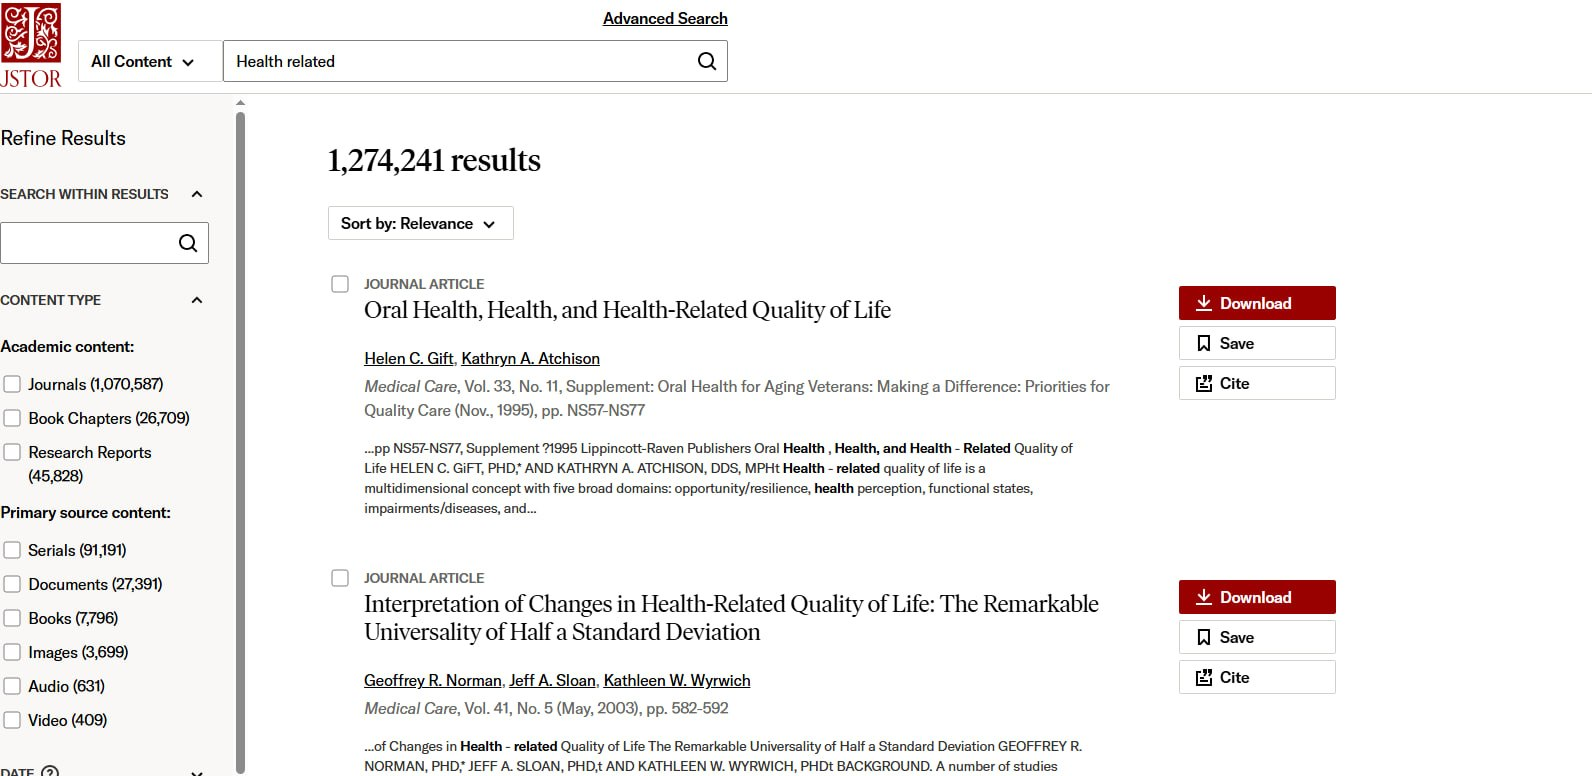 JSTOR
Advanced Search
All Content
Health related
Refine Results
SEARCH WITHIN RESULTS
CONTENT TYPE
Academic content:
Journals (1,070,587)
Book Chapters (26,709)
Research Reports
(45,828)
Primary source content:
Serials (91,191)
Documents (27,391)
Books (7,796)
Images (3,699)
Audio (631)
Video (409)
DATE ?
1,274,241 results
Sort by: Relevance
JOURNAL ARTICLE
Oral Health, Health, and Health-Related Quality of Life
Helen C. Gift, Kathryn A. Atchison
Medical Care, Vol. 33, No. 11, Supplement: Oral Health for Aging Veterans: Making a Difference: Priorities for
Quality Care (Nov., 1995), pp. NS57-NS77
...pp NS57-NS77, Supplement ?1995 Lippincott-Raven Publishers Oral Health , Health, and Health - Related Quality of
Life HELEN C. GiFT, PHD,* AND KATHRYN A. ATCHISON, DDS, MPHt Health - related quality of life is a
multidimensional concept with five broad domains: opportunity/resilience, health perception, functional states,
impairments/diseases, and...
Download
Save
Cite
JOURNAL ARTICLE
Interpretation of Changes in Health-Related Quality of Life: The Remarkable
Universality of Half a Standard Deviation
Geoffrey R. Norman, Jeff A. Sloan, Kathleen W. Wyrwich
Medical Care, Vol. 41, No. 5 (May, 2003), pp. 582-592
...of Changes in Health - related Quality of Life The Remarkable Universality of Half a Standard Deviation GEOFFREY R.
NORMAN, PHD,* JEFF A. SLOAN, PHD,t AND KATHLEEN W. WYRWICH, PHDt BACKGROUND. A number of studies
Download
Save
Cite